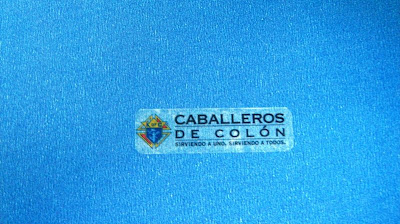 CABALLEROS
DE COLÓN
SIRVIENDO A UNO. SIRVIENDO A TODOS.